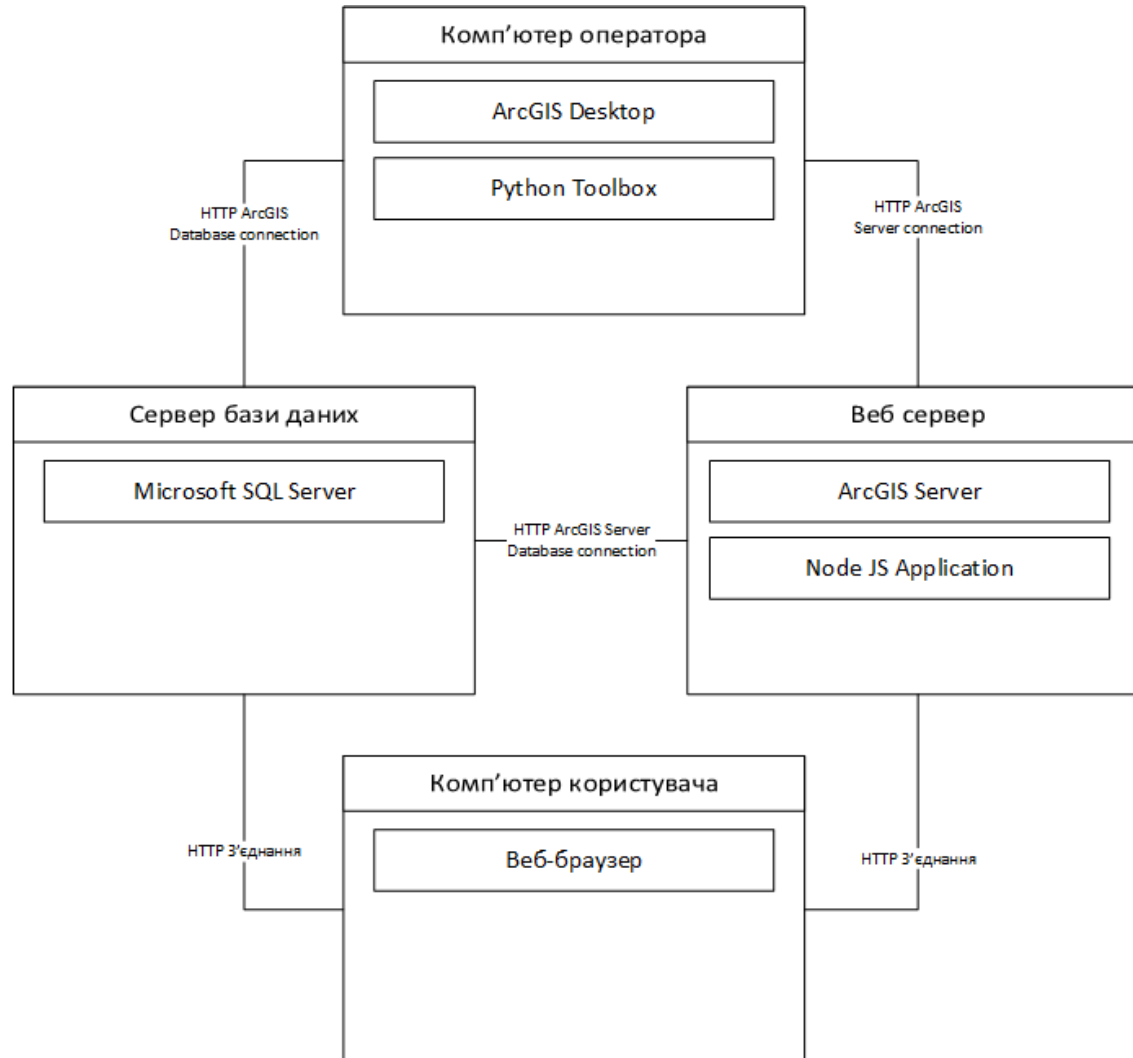 Комп’ютер оператора
ArcGIS Desktop
Python Toolbox
HTTP ArcGIS
Database connection
HTTP ArcGIS
Server connection
Сервер бази даних
Microsoft SQL Server
HTTP ArcGIS Server
Database connection
Веб сервер
ArcGIS Server
Node JS Application
Комп’ютер користувача
Веб-браузер
HTTP З’єднання
HTTP З’єднання